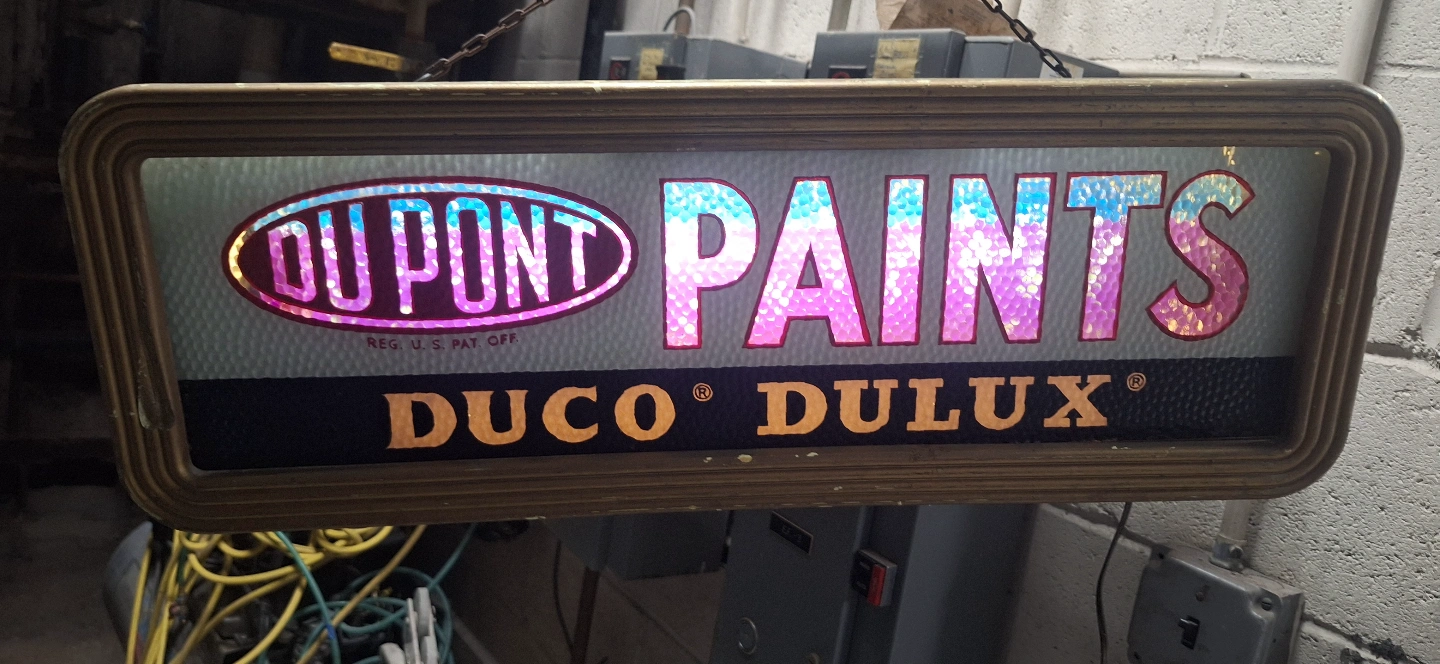 DU PONT PAINTS
REG. U. S. PAT. OFF.
DUCO® DULUX®